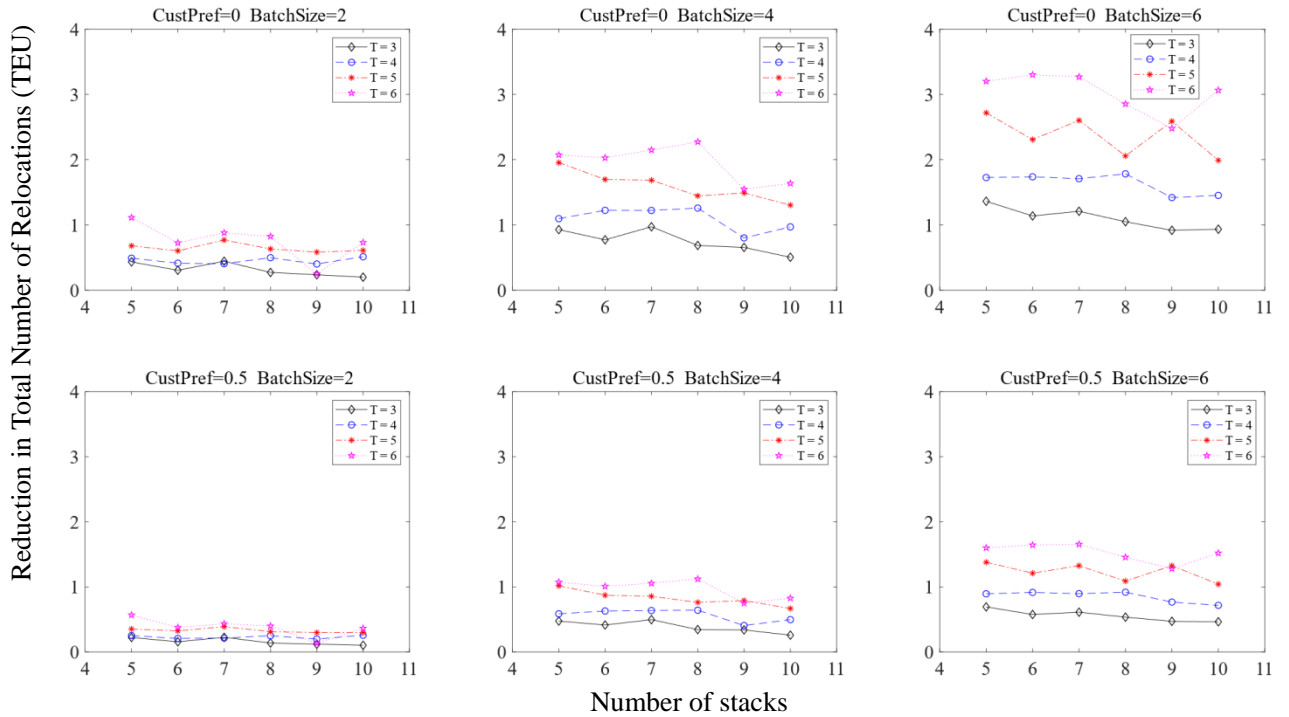 Reduction in Total Number of Relocations (TEU)
CustPref=0 BatchSize=2
T = 3
T = 4
T = 5
T = 6
4
3
2
1
0
4 5 6 7 8 9 10 11
CustPref=0 BatchSize=4
T = 3
T = 4
T = 5
T = 6
4
3
2
1
0
4 5 6 7 8 9 10 11
CustPref=0 BatchSize=6
T = 3
T = 4
T = 5
T = 6
4
3
2
1
0
4 5 6 7 8 9 10 11
CustPref=0.5 BatchSize=2
T = 3
T = 4
T = 5
T = 6
4
3
2
1
0
4 5 6 7 8 9 10 11
CustPref=0.5 BatchSize=4
T = 3
T = 4
T = 5
T = 6
4
3
2
1
0
4 5 6 7 8 9 10 11
CustPref=0.5 BatchSize=6
T = 3
T = 4
T = 5
T = 6
4
3
2
1
0
4 5 6 7 8 9 10 11
Number of stacks